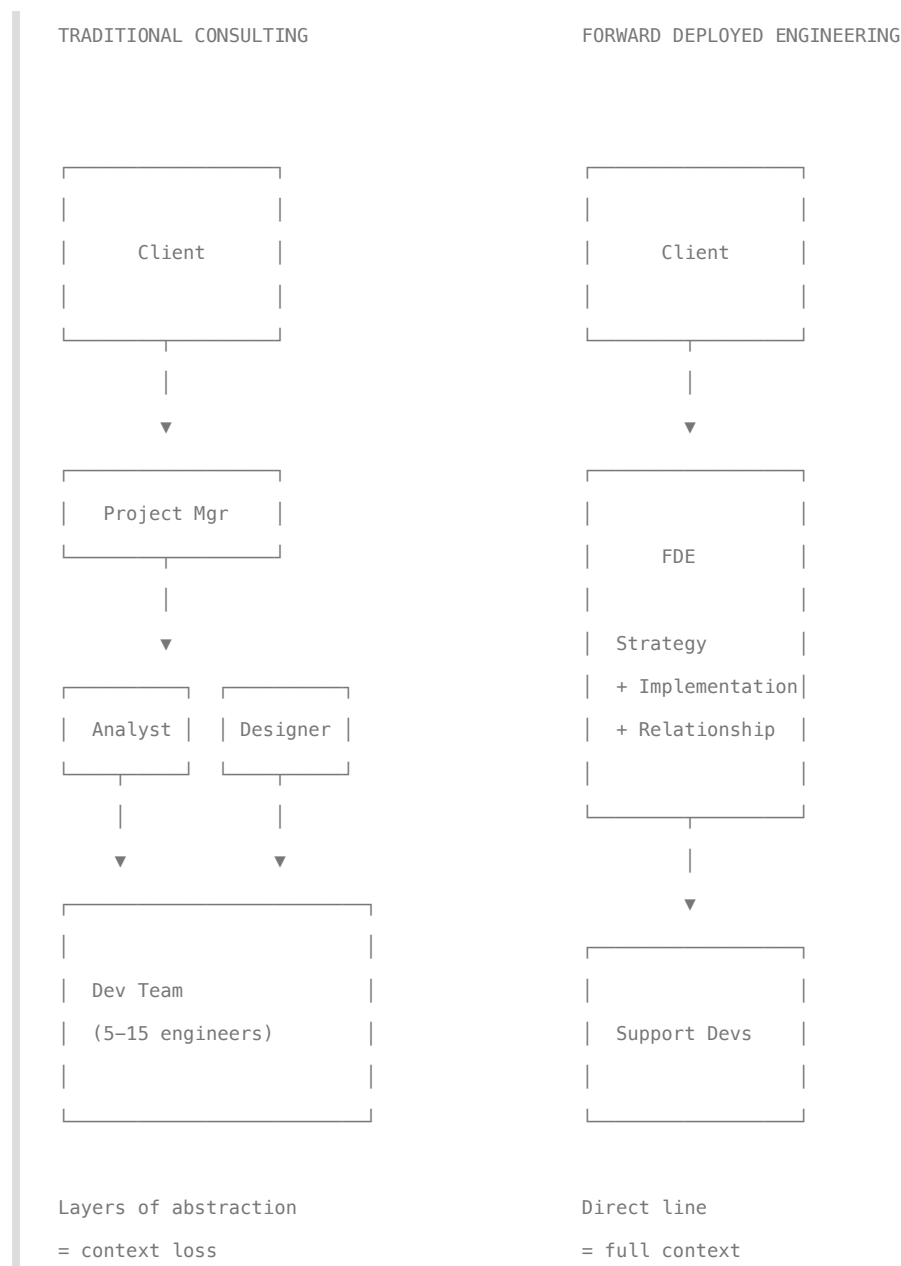 TRADITIONAL CONSULTING
FORWARD DEPLOYED ENGINEERING
Client
Client
Project Mgr
FDE
Strategy
+ Implementation
+ Relationship
Analyst
Designer
Dev Team
(5–15 engineers)
Support Devs
Layers of abstraction
= context loss
Direct line
= full context